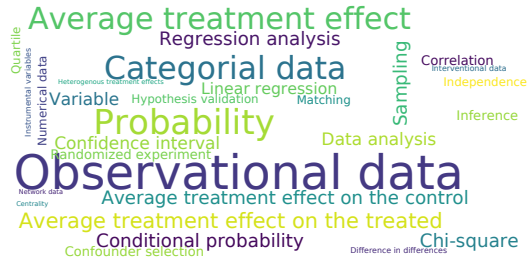 Average treatment effect
Quartile
Regression analysis
Instrumental variables
Numerical data
Categorial data
Sampling
Correlation
Interventional data
Heterogenous treatment effects
Linear regression
Independence
Variable
Hypothesis validation
Matching
Probability
Inference
Confidence interval
Data analysis
Randomized experiment
Observational data
Network data
Centrality
Average treatment effect on the control
Average treatment effect on the treated
Conditional probability
Chi-square
Confounder selection
Difference in differences